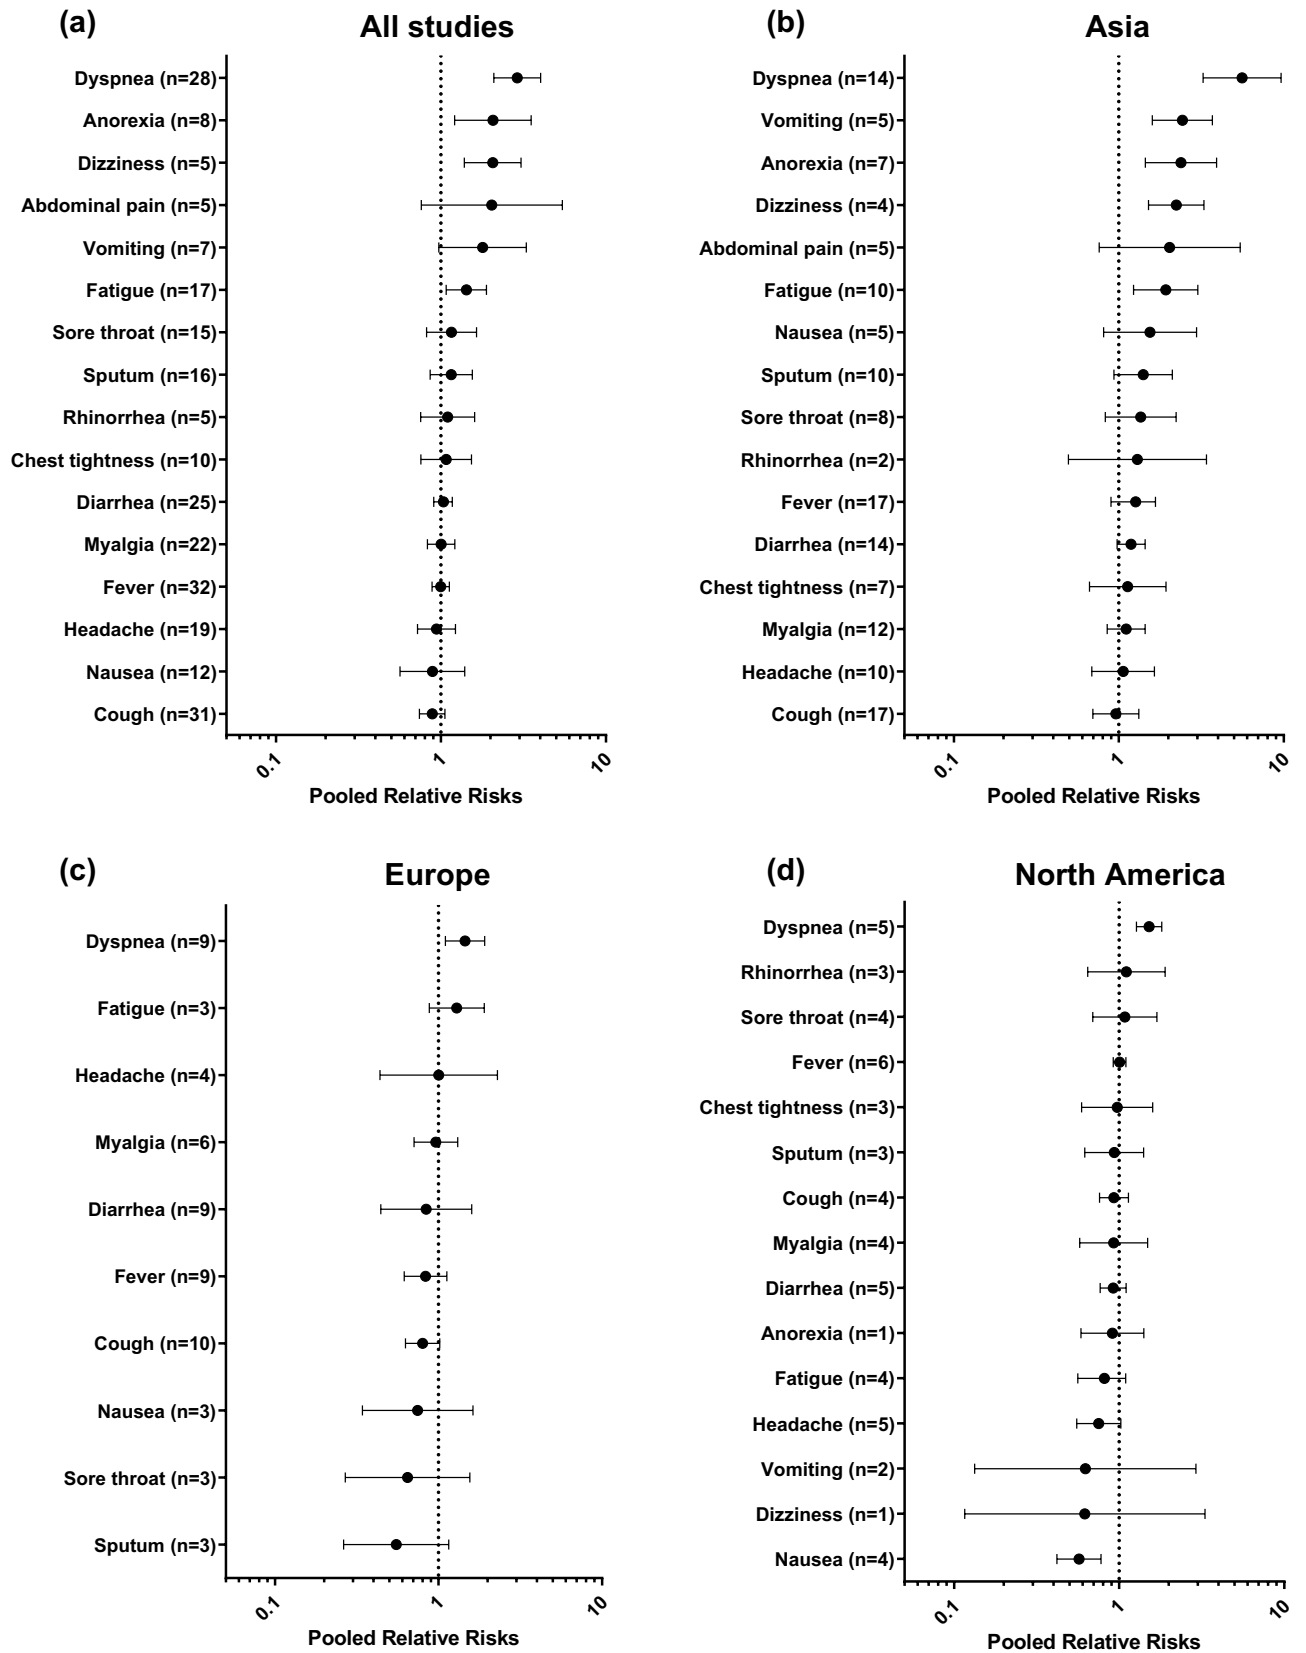 (a)
All studies
Dyspnea (n=28)
Anorexia (n=8)
Dizziness (n=5)
Abdominal pain (n=5)
Vomiting (n=7)
Fatigue (n=17)
Sore throat (n=15)
Sputum (n=16)
Rhinorrhea (n=5)
Chest tightness (n=10)
Diarrhea (n=25)
Myalgia (n=22)
Fever (n=32)
Headache (n=19)
Nausea (n=12)
Cough (n=31)
0.1 1 10
Pooled Relative Risks
(b)
Asia
Dyspnea (n=14)
Vomiting (n=5)
Anorexia (n=7)
Dizziness (n=4)
Abdominal pain (n=5)
Fatigue (n=10)
Nausea (n=5)
Sputum (n=10)
Sore throat (n=8)
Rhinorrhea (n=2)
Fever (n=17)
Diarrhea (n=14)
Chest tightness (n=7)
Myalgia (n=12)
Headache (n=10)
Cough (n=17)
0.1 1 10
Pooled Relative Risks
(c)
Europe
Dyspnea (n=9)
Fatigue (n=3)
Headache (n=4)
Myalgia (n=6)
Diarrhea (n=9)
Fever (n=9)
Cough (n=10)
Nausea (n=3)
Sore throat (n=3)
Sputum (n=3)
0.1 1 10
Pooled Relative Risks
(d)
North America
Dyspnea (n=5)
Rhinorrhea (n=3)
Sore throat (n=4)
Fever (n=6)
Chest tightness (n=3)
Sputum (n=3)
Cough (n=4)
Myalgia (n=4)
Diarrhea (n=5)
Anorexia (n=1)
Fatigue (n=4)
Headache (n=5)
Vomiting (n=2)
Dizziness (n=1)
Nausea (n=4)
0.1 1 10
Pooled Relative Risks